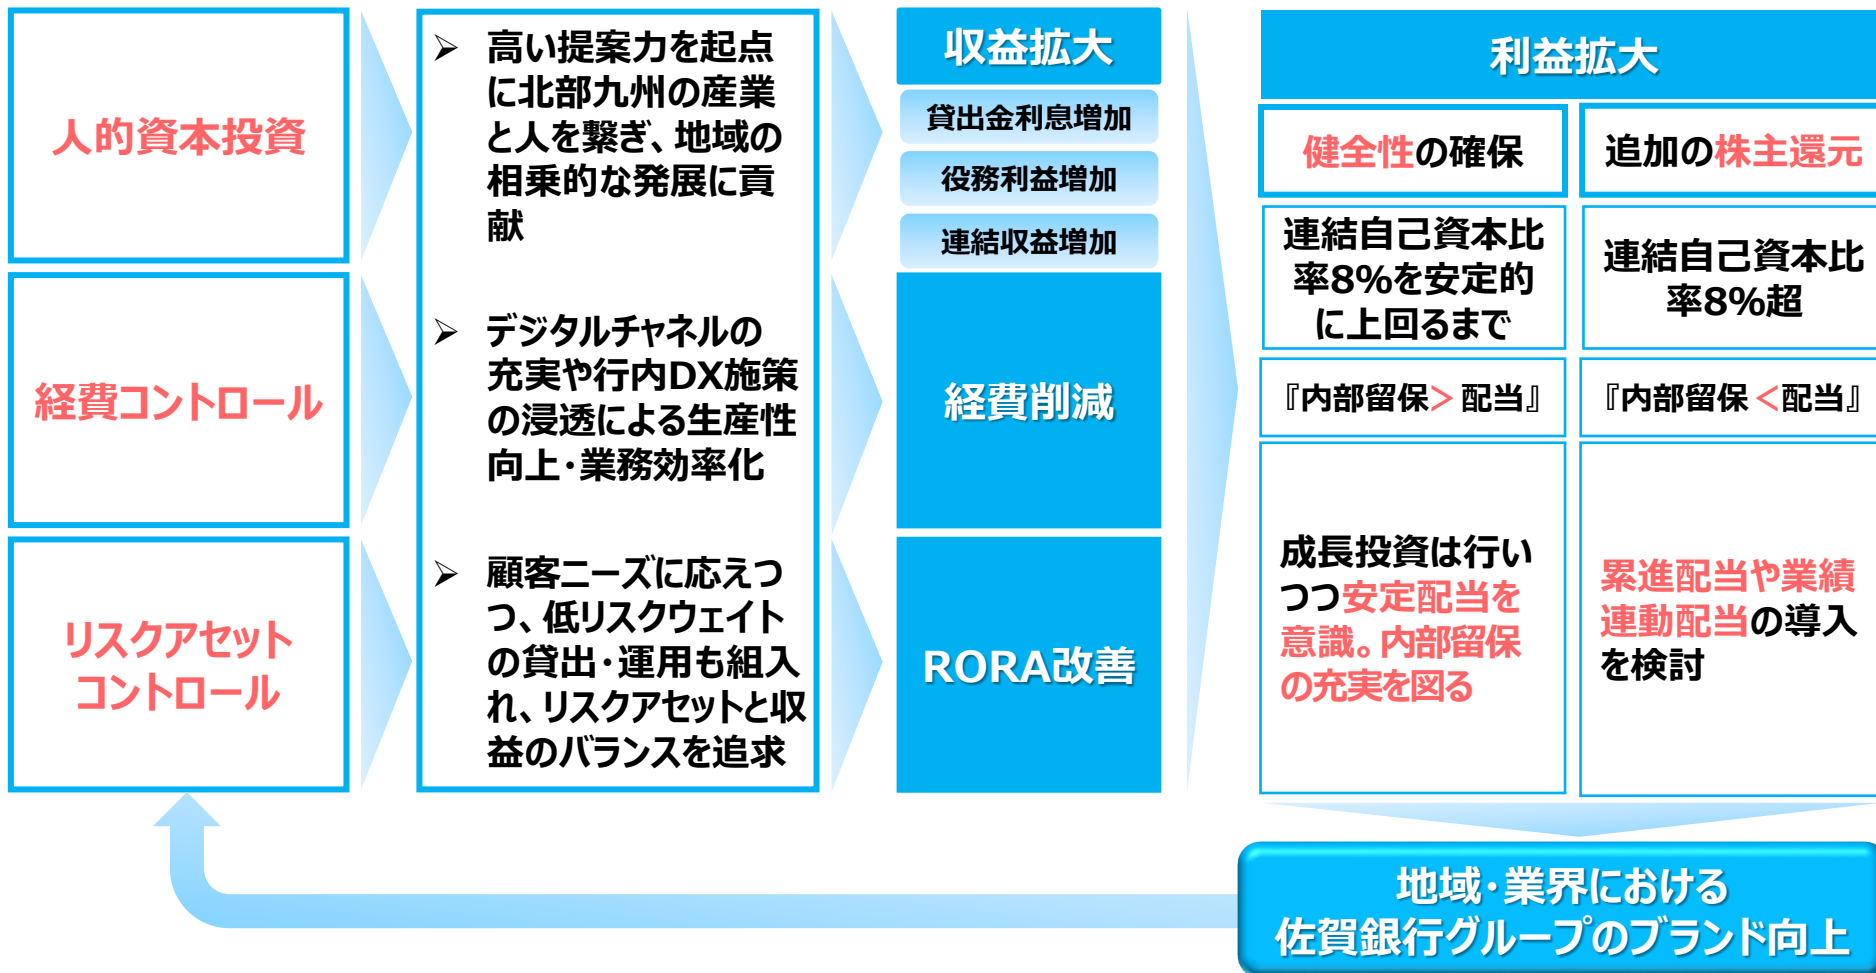 人的資本投資
経費コントロール
リスクアセット
コントロール
➢ 高い提案力を起点
に北部九州の産業
と人を繋ぎ、地域の
相乗的な発展に貢
献
➢ デジタルチャネルの
充実や行内DX施策
の浸透による生産性
向上・業務効率化
➢ 顧客ニーズに応えつ
つ、低リスクウェイト
の貸出・運用も組入
れ、リスクアセットと収
益のバランスを追求
収益拡大
貸出金利息増加
役務利益増加
連結収益増加
経費削減
RORA改善
利益拡大
健全性の確保
連結自己資本比
率8%を安定的
に上回るまで
『内部留保＞配当』
成長投資は行い
つつ安定配当を
意識。内部留保
の充実を図る
追加の株主還元
連結自己資本比
率8%超
『内部留保＜配当』
累進配当や業績
連動配当の導入
を検討
地域・業界における
佐賀銀行グループのブランド向上